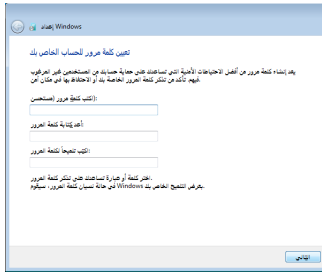 إعداد Windows
تعيين كلمة مرور للحساب الخاص بك
يعد إنشاء كلمة مرور من أفضل الاحتياطات الأمنية التي تساعدك على حماية حسابك من المستخدمين غير المرغوب
فيهم. تأكد من تذكر كلمة المرور الخاصة بك أو الاحتفاظ بها في مكان آمن.
اكتب كلمة مرور (مستحسن):
أعد كتابة كلمة المرور:
اكتب تلميحاً لكلمة المرور:
اختر كلمة أو عبارة تساعدك على تذكر كلمة المرور.
في حالة نسيان كلمة المرور، سيقوم Windows بعرض التلميح الخاص بك.
التالي